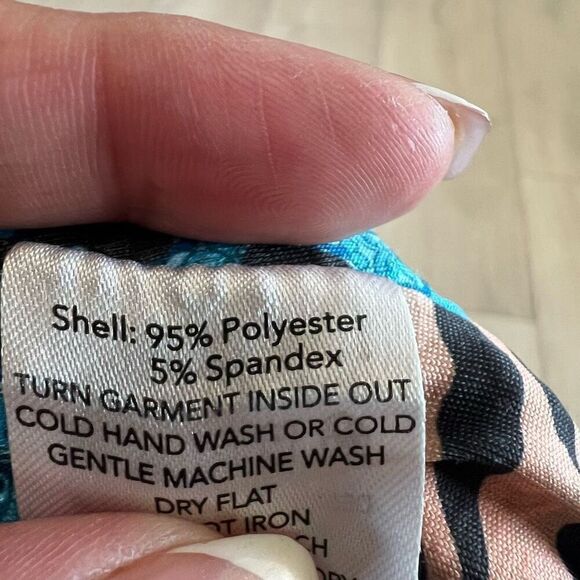 Shell: 95% Polyester
5% Spandex
TURN GARMENT INSIDE OUT
COLD HAND WASH OR COLD
GENTLE MACHINE WASH
DRY FLAT
IRON